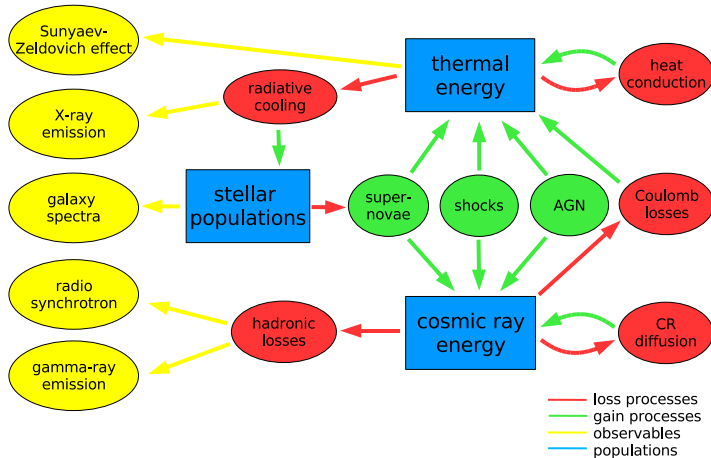 Sunyaev-
Zeldovich effect
thermal
energy
heat
conduction
radiative
cooling
X-ray
emission
stellar
populations
galaxy
spectra
super-
novae
shocks
AGN
Coulomb
losses
radio
synchrotron
hadronic
losses
cosmic ray
energy
CR
diffusion
gamma-ray
emission
loss processes
gain processes
observables
populations